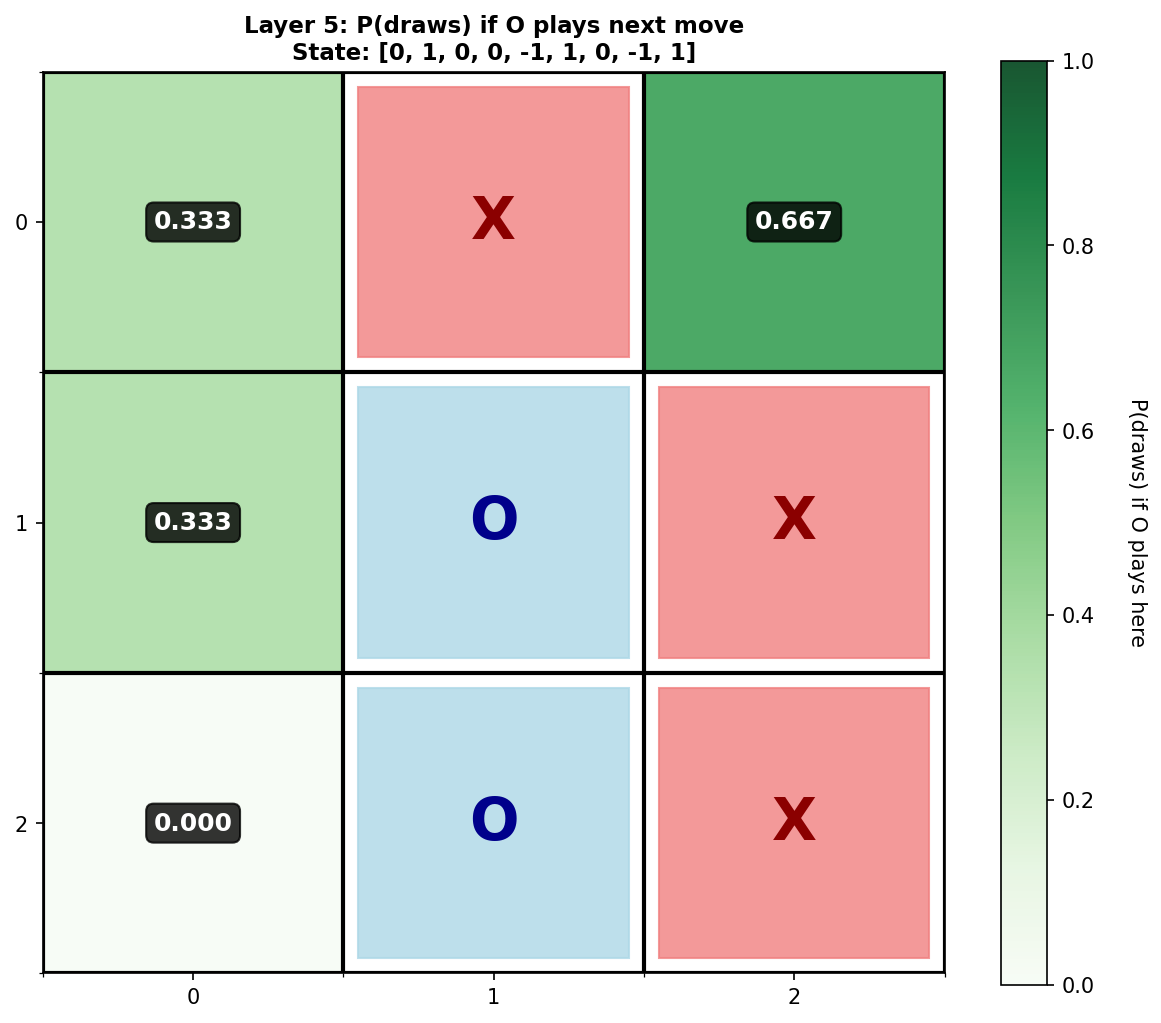 Layer 5: P(draws) if O plays next move
State: [0, 1, 0, 0, -1, 1, 0, -1, 1]
0.333
X
0.667
0
0.333
O
X
1
0.000
O
X
2
0
1
2
1.0
0.8
0.6
0.4
0.2
0.0
P(draws) if O plays here